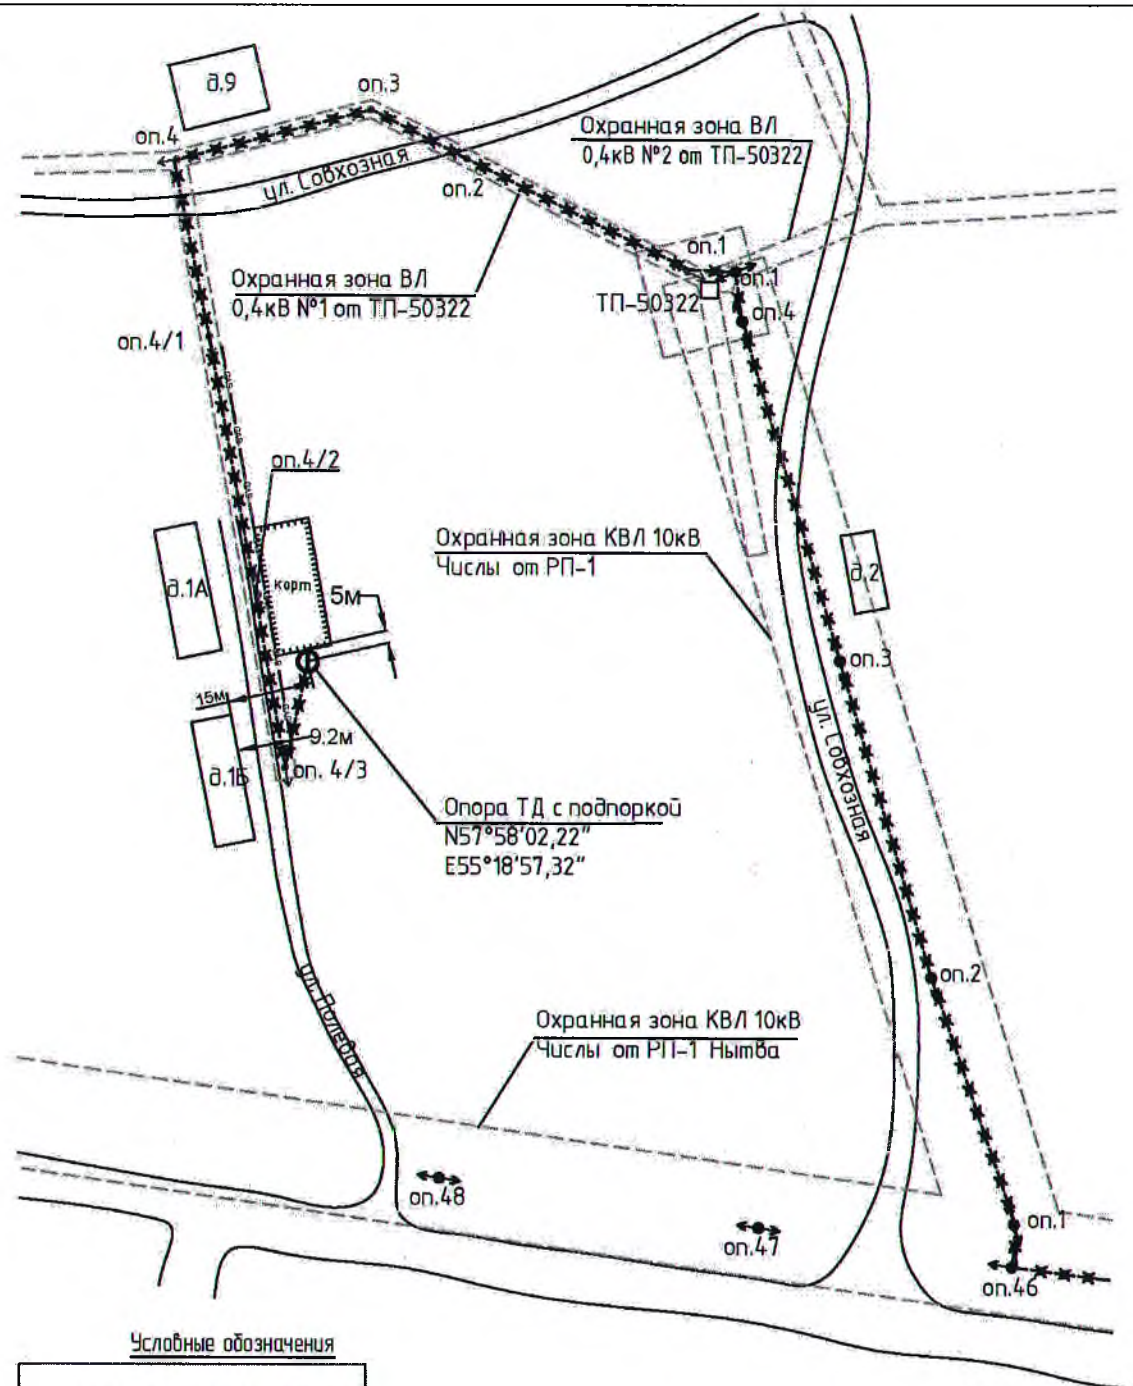 д.9
оп.3
оп.4
Охранная зона ВЛ
0,4кВ №2 от ТП-50322
ул. Совхозная
оп.2
оп.1
оп.1
Охранная зона ВЛ
0,4кВ №1 от ТП-50322
ТП-50322
оп.4
оп.4/1
оп.4/2
Охранная зона КВЛ 10кВ
Числы от РП-1
д.1А
корт
5м
д.2
оп.3
15м
9.2м
ул. Совхозная
д.1Б
оп. 4/3
Опора ТД с подпоркой
N57°58'02,22"
E55°18'57,32"
оп.2
ул. Полевая
Охранная зона КВЛ 10кВ
Числы от РП-1 Нытва
оп.48
оп.47
оп.1
оп.46
Условные обозначения